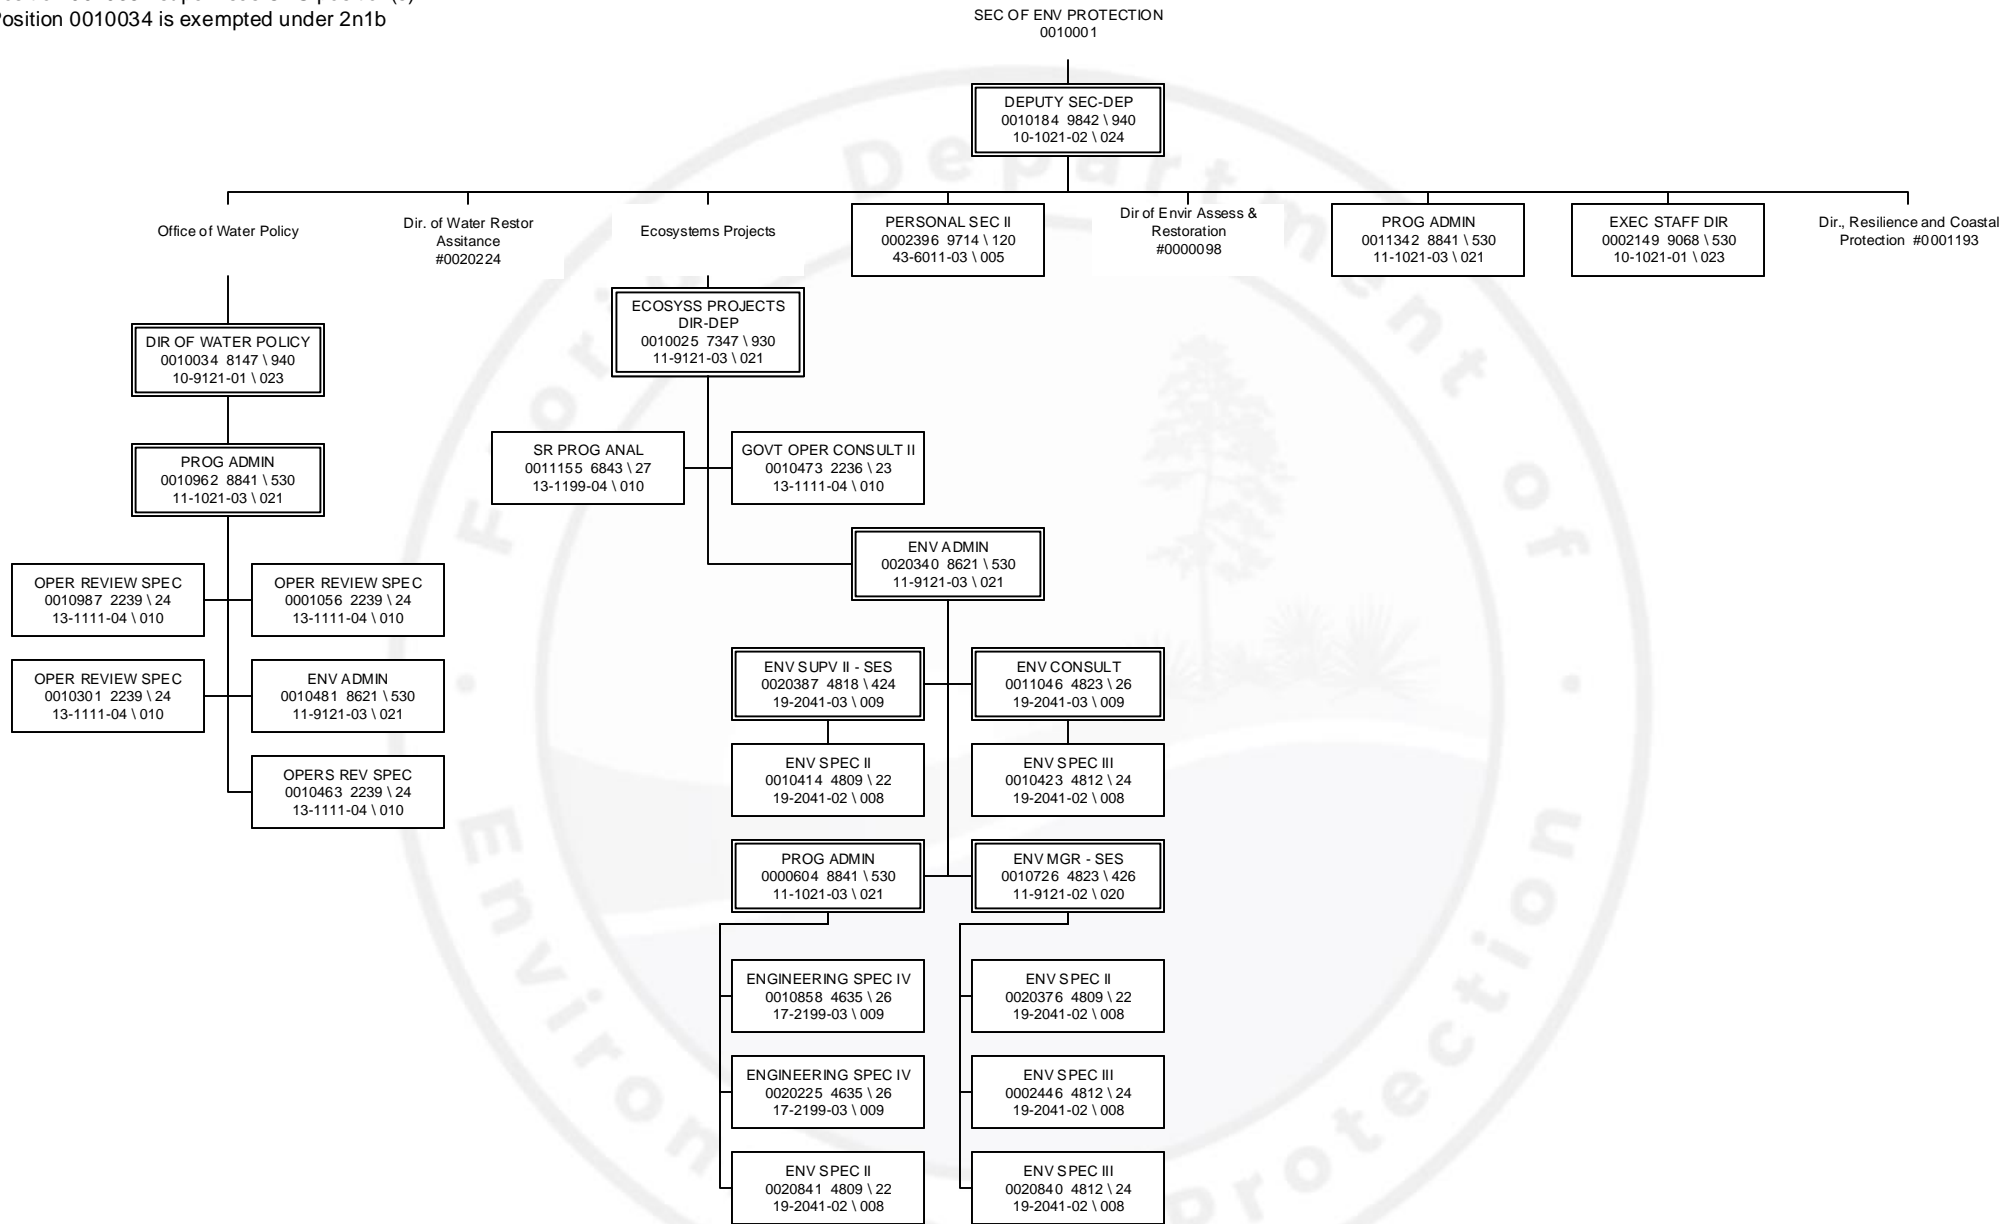 Position 0010034 is exempted under 2n1b
SEC OF ENV PROTECTION
0010001
DEPUTY SEC-DEP
0010184 9842 \ 940
10-1021-02 \ 024
Office of Water Policy
Dir. of Water Restor
Assitance
#0020224
Ecosystems Projects
PERSONAL SEC II
0002396 9714 \ 120
43-6011-03 \ 005
Dir of Envir Assess &
Restoration
#0000098
PROG ADMIN
0011342 8841 \ 530
11-1021-03 \ 021
EXEC STAFF DIR
0002149 9068 \ 530
10-1021-01 \ 023
Dir., Resilience and Coastal
Protection #0001193
DIR OF WATER POLICY
0010034 8147 \ 940
10-9121-01 \ 023
ECOSYSS PROJECTS
DIR-DEP
0010025 7347 \ 930
11-9121-03 \ 021
PROG ADMIN
0010962 8841 \ 530
11-1021-03 \ 021
SR PROG ANAL
0011155 6843 \ 27
13-1199-04 \ 010
GOVT OPER CONSULT II
0010473 2236 \ 23
13-1111-04 \ 010
ENV ADMIN
0020340 8621 \ 530
11-9121-03 \ 021
OPER REVIEW SPEC
0010987 2239 \ 24
13-1111-04 \ 010
OPER REVIEW SPEC
0001056 2239 \ 24
13-1111-04 \ 010
OPER REVIEW SPEC
0010301 2239 \ 24
13-1111-04 \ 010
ENV ADMIN
0010481 8621 \ 530
11-9121-03 \ 021
OPERS REV SPEC
0010463 2239 \ 24
13-1111-04 \ 010
ENV SUPV II - SES
0020387 4818 \ 424
19-2041-03 \ 009
ENV CONSULT
0011046 4823 \ 26
19-2041-03 \ 009
ENV SPEC II
0010414 4809 \ 22
19-2041-02 \ 008
ENV SPEC III
0010423 4812 \ 24
19-2041-02 \ 008
PROG ADMIN
0000604 8841 \ 530
11-1021-03 \ 021
ENV MGR - SES
0010726 4823 \ 426
11-9121-02 \ 020
ENGINEERING SPEC IV
0010858 4635 \ 26
17-2199-03 \ 009
ENV SPEC II
0020376 4809 \ 22
19-2041-02 \ 008
ENGINEERING SPEC IV
0020225 4635 \ 26
17-2199-03 \ 009
ENV SPEC III
0002446 4812 \ 24
19-2041-02 \ 008
ENV SPEC II
0020841 4809 \ 22
19-2041-02 \ 008
ENV SPEC III
0020840 4812 \ 24
19-2041-02 \ 008